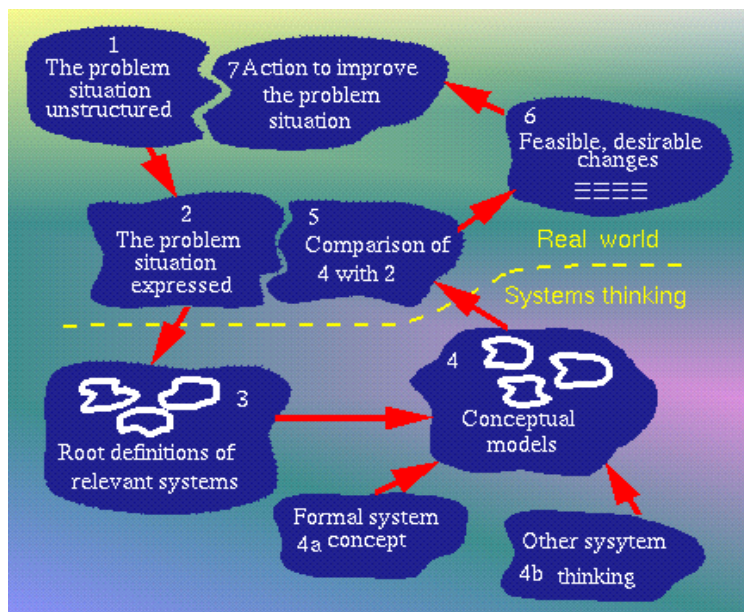 1
The problem
situation
unstructured
7 Action to improve
the problem
situation
6
Feasible, desirable
changes
2
The problem
situation
expressed
5
Comparison of
4 with 2
Real world
Systems thinking
3
Root definitions of
relevant systems
4
Conceptual
models
Formal system
4a concept
Other sysytem
4b thinking